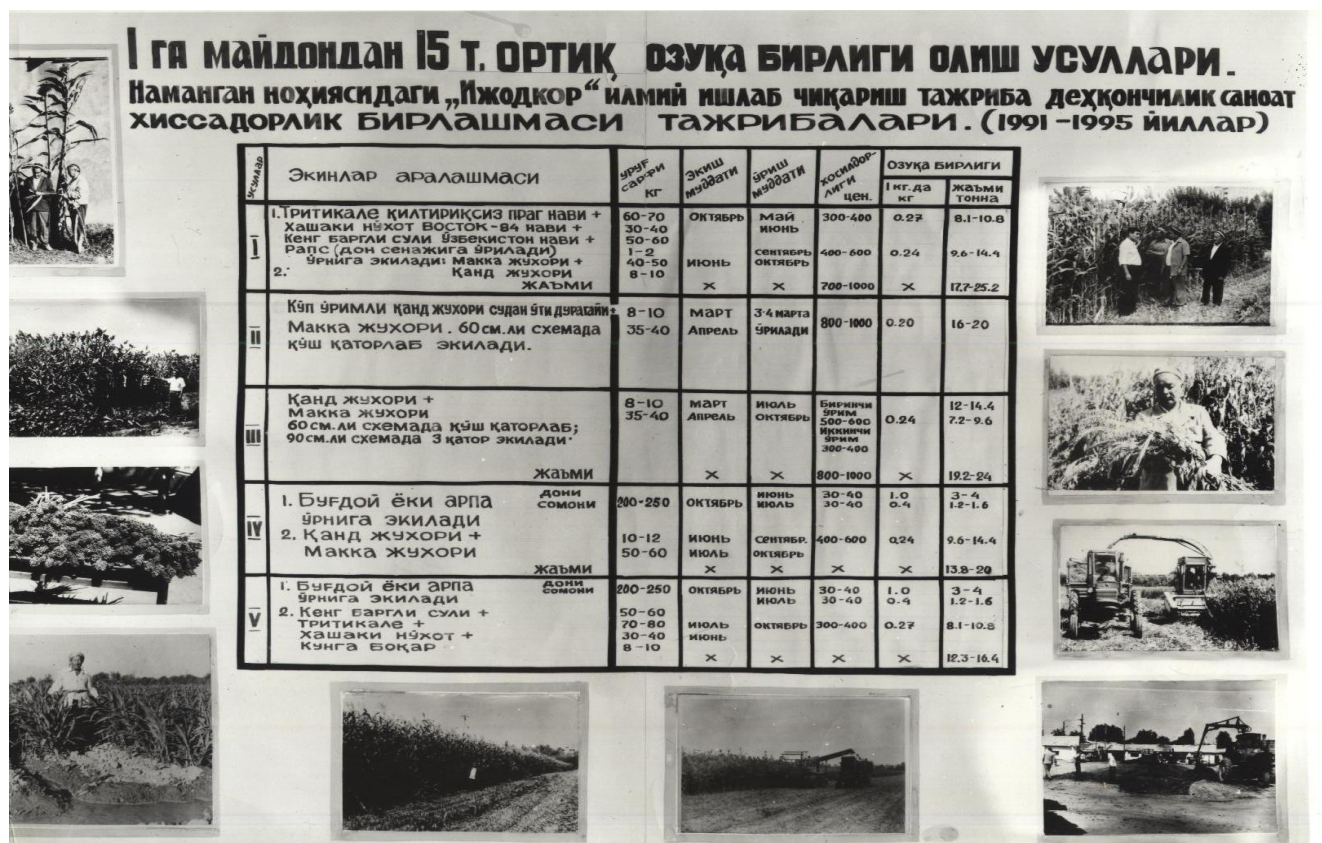 1 га майдондан 15 т. ортиқ озуқа бирлиги олиш усуллари.
Наманган ноҳиясидаги „Ижодкор“ илмий ишлаб чиқариш тажриба деҳқончилик саноат
хиссадорлик бирлашмаси тажрибалари. (1991-1995 йиллар)
Усуллар Экинлар аралашмаси Уруғ сарфи кг Экиш муддати Ўриш муддати Ҳосилдорлиги цен. Озуқа бирлиги
1 кг.да кг жаъми тонна
I 1. Тритикале қилтириқсиз праг нави + 60-70 октябрь май 300-400 0.27 8.1-10.8
Хашаки нўхот Восток-84 нави + 30-40 июнь
Кенг баргли сули Ўзбекистон нави + 50-60
Рапс (дон сенажига ўрилади) 1-2 сентябрь 400-600 0.24 9.6-14.4
Ўрнига экилади: Макка жухори + 40-50 июнь октябрь
2. Қанд жухори 8-10
жаъми х х 700-1000 х 17.7-25.2
II Кўп ўримли қанд жухори судан ўти дурагайи + 8-10 март 3-4 марта 800-1000 0.20 16-20
Макка жухори. 60 см.ли схемада 35-40 Апрель ўрилади
қўш қаторлаб экилади.
III Қанд жухори + 8-10 март июль Биринчи ўрим 500-600 0.24 12-14.4
Макка жухори 35-40 Апрель октябрь Иккинчи ўрим 300-400 7.2-9.6
60 см.ли схемада қўш қаторлаб;
90 см.ли схемада 3 қатор экилади.
жаъми х х 800-1000 х 19.2-24
IV 1. Буғдой ёки арпа дони 200-250 октябрь июнь 30-40 1.0 3-4
сомони июль 30-40 0.4 1.2-1.6
ўрнига экилади
2. Қанд жухори + 10-12 июнь сентябр. 400-600 0.24 9.6-14.4
Макка жухори 50-60 июль октябрь
жаъми х х х х 13.8-20
V 1. Буғдой ёки арпа дони 200-250 октябрь июнь 30-40 1.0 3-4
ўрнига экилади сомони июль 30-40 0.4 1.2-1.6
2. Кенг баргли сули + 50-60
тритикале + 70-80 июль октябрь 300-400 0.27 8.1-10.8
хашаки нўхот + 30-40 июнь
кунга боқар 8-10
х х х х 12.3-16.4